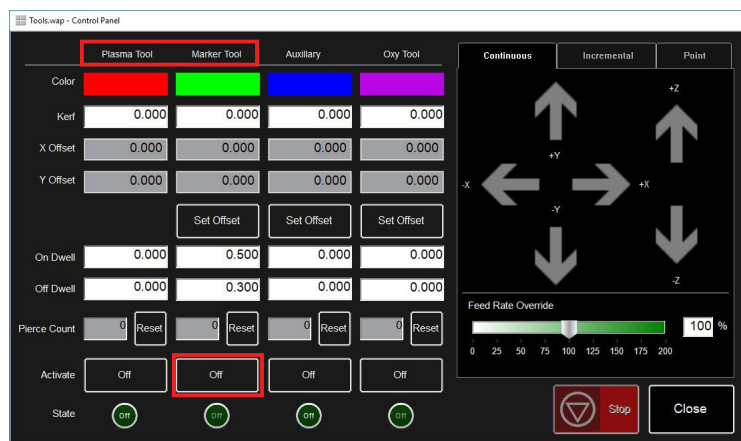 Tools.wap - Control Panel
Plasma Tool Marker Tool Auxillary Oxy Tool
Continuous Incremental Point
Color
+Z
Kerf 0.000 0.000 0.000 0.000
X Offset 0.000 0.000 0.000 0.000
+Y
Y Offset 0.000 0.000 0.000 0.000
-X +X
-Y
Set Offset Set Offset Set Offset
On Dwell 0.000 0.500 0.000 0.000
-Z
Off Dwell 0.000 0.300 0.000 0.000
Feed Rate Override
Pierce Count 0 Reset 0 Reset 0 Reset 0 Reset
100 %
0 25 50 75 100 125 150 175 200
Activate Off Off Off Off
State Off Off Off Off
Stop Close